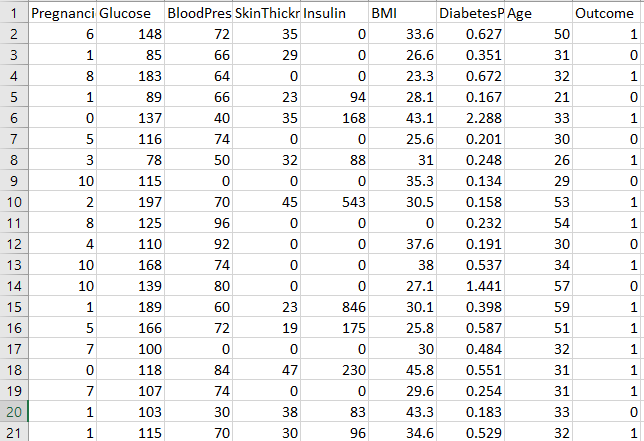 1 Pregnanci Glucose BloodPres SkinThickr Insulin BMI DiabetesP Age Outcome
2 6 148 72 35 0 33.6 0.627 50 1
3 1 85 66 29 0 26.6 0.351 31 0
4 8 183 64 0 0 23.3 0.672 32 1
5 1 89 66 23 94 28.1 0.167 21 0
6 0 137 40 35 168 43.1 2.288 33 1
7 5 116 74 0 0 25.6 0.201 30 0
8 3 78 50 32 88 31 0.248 26 1
9 10 115 0 0 0 35.3 0.134 29 0
10 2 197 70 45 543 30.5 0.158 53 1
11 8 125 96 0 0 0 0.232 54 1
12 4 110 92 0 0 37.6 0.191 30 0
13 10 168 74 0 0 38 0.537 34 1
14 10 139 80 0 0 27.1 1.441 57 0
15 1 189 60 23 846 30.1 0.398 59 1
16 5 166 72 19 175 25.8 0.587 51 1
17 7 100 0 0 0 30 0.484 32 1
18 0 118 84 47 230 45.8 0.551 31 1
19 7 107 74 0 0 29.6 0.254 31 1
20 1 103 30 38 83 43.3 0.183 33 0
21 1 115 70 30 96 34.6 0.529 32 1